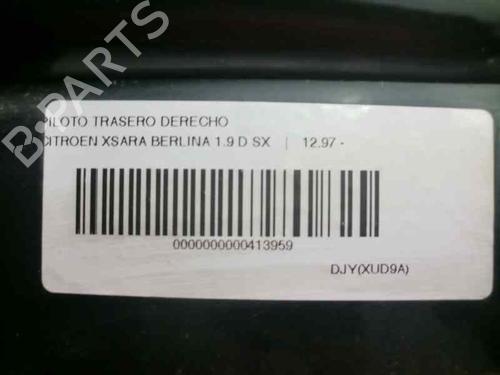 B-PARTS
PILOTO TRASERO DERECHO
CITROEN XSARA BERLINA 1.9 D SX | 12.97 -
0000000000413959
DJY(XUD9A)